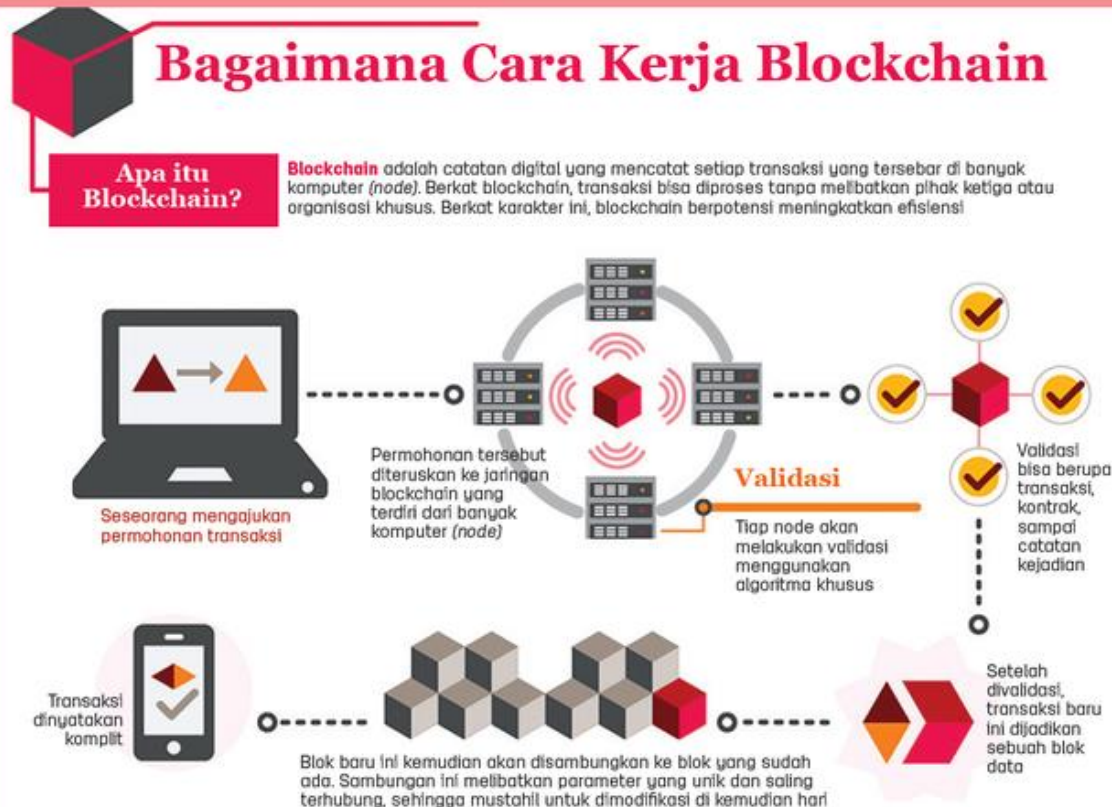 Bagaimana Cara Kerja Blockchain
Apa itu
Blockchain?
Blockchain adalah catatan digital yang mencatat setiap transaksi yang tersebar di banyak
komputer (node). Berkat blockchain, transaksi bisa diproses tanpa melibatkan pihak ketiga atau
organisasi khusus. Berkat karakter ini, blockchain berpotensi meningkatkan efisiensi
Seseorang mengajukan
permohonan transaksi
Permohonan tersebut
diteruskan ke jaringan
blockchain yang
terdiri dari banyak
komputer (node)
Validasi
Tiap node akan
melakukan validasi
menggunakan
algoritma khusus
Validasi
bisa berupa
transaksi,
kontrak,
sampai
catatan
kejadian
Setelah
divalidasi,
transaksi baru
ini dijadikan
sebuah blok
data
Blok baru ini kemudian akan disambungkan ke blok yang sudah
ada. Sambungan ini melibatkan parameter yang unik dan saling
terhubung, sehingga mustahil untuk dimodifikasi di kemudian hari
Transaksi
dinyatakan
komplit